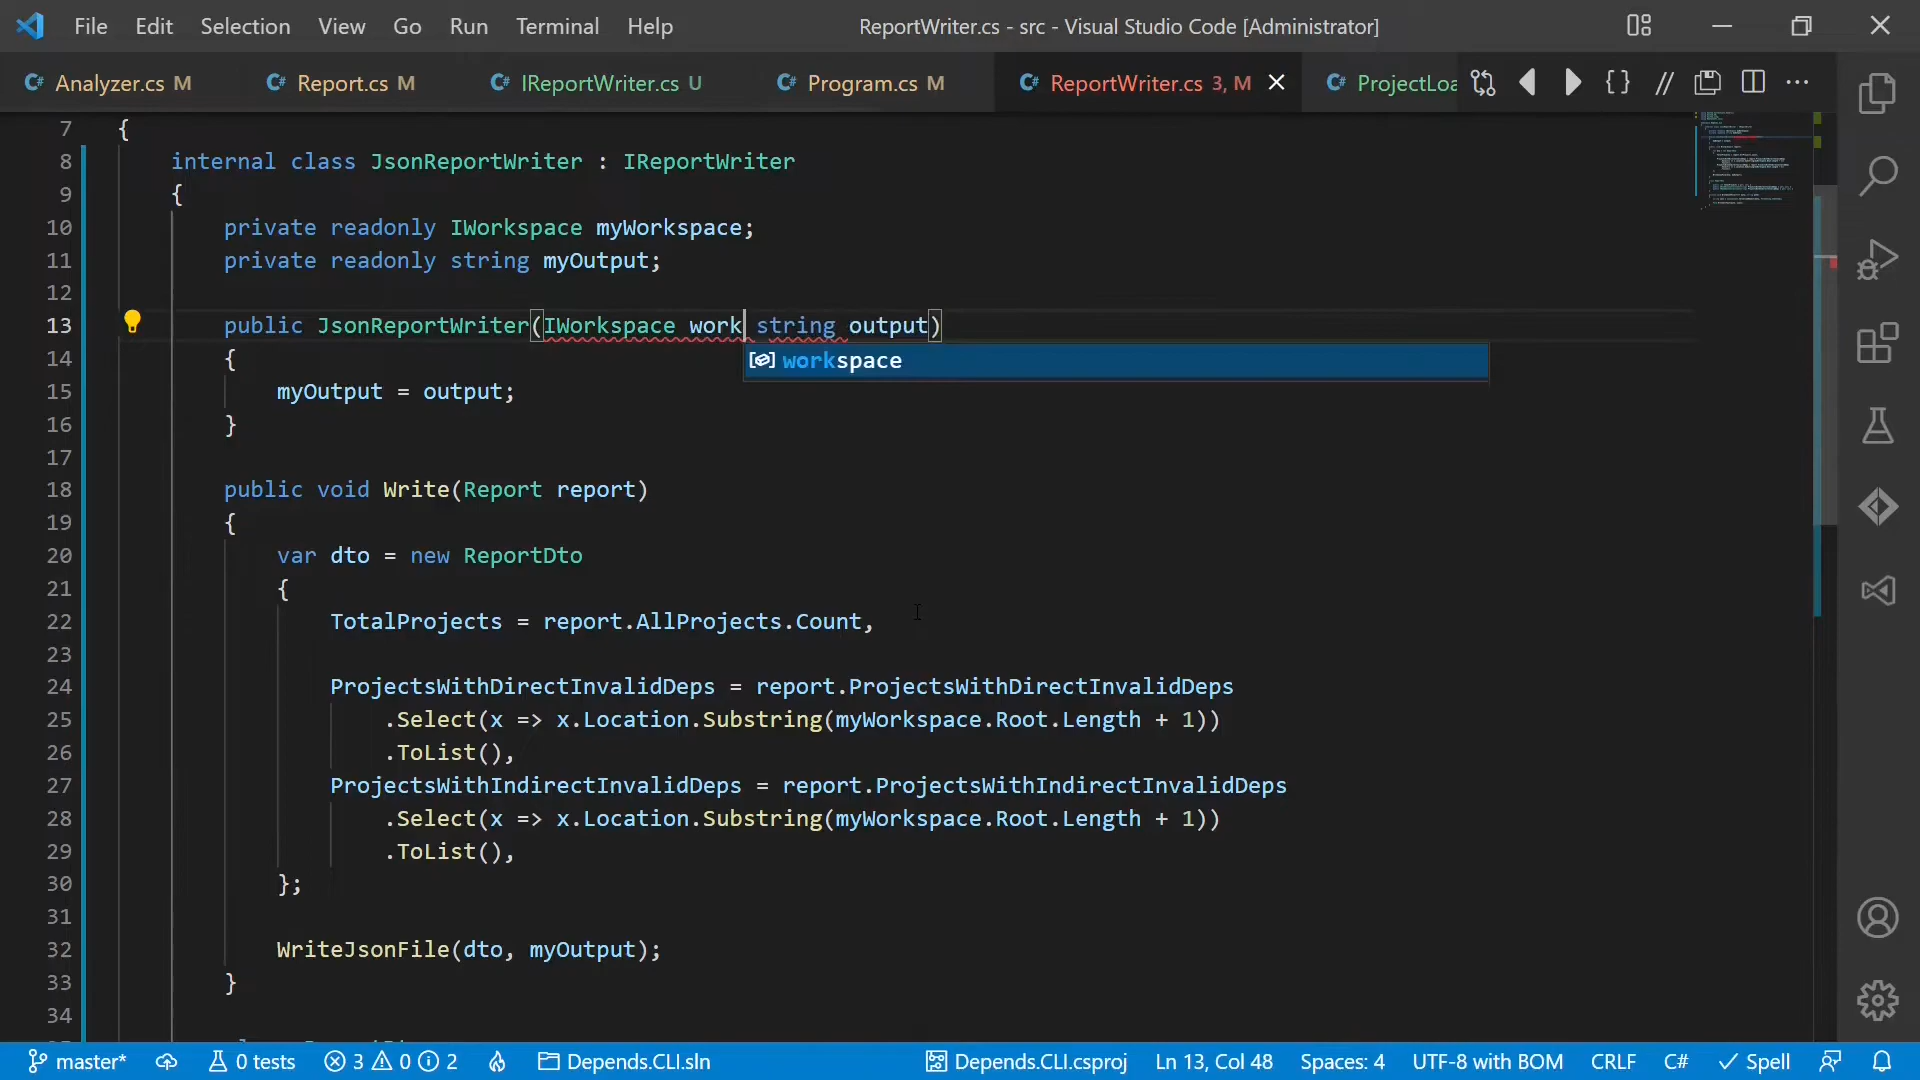 File Edit Selection View Go Run Terminal Help ReportWriter.cs - src - Visual Studio Code [Administrator]
C# Analyzer.cs M C# Report.cs M C# IReportWriter.cs U C# Program.cs M C# ReportWriter.cs 3, M C# ProjectLoa {} // ...
7 {
8 internal class JsonReportWriter : IReportWriter
9 {
10 private readonly IWorkspace myWorkspace;
11 private readonly string myOutput;
12
13 public JsonReportWriter(IWorkspace work string output)
workspace
14 {
15 myOutput = output;
16 }
17
18 public void Write(Report report)
19 {
20 var dto = new ReportDto
21 {
22 TotalProjects = report.AllProjects.Count,
23
24 ProjectsWithDirectInvalidDeps = report.ProjectsWithDirectInvalidDeps
25 .Select(x => x.Location.Substring(myWorkspace.Root.Length + 1))
26 .ToList(),
27 ProjectsWithIndirectInvalidDeps = report.ProjectsWithIndirectInvalidDeps
28 .Select(x => x.Location.Substring(myWorkspace.Root.Length + 1))
29 .ToList(),
30 };
31
32 WriteJsonFile(dto, myOutput);
33 }
34
master* 0 tests 3 0 2 Depends.CLI.sln Depends.CLI.csproj Ln 13, Col 48 Spaces: 4 UTF-8 with BOM CRLF C# Spell